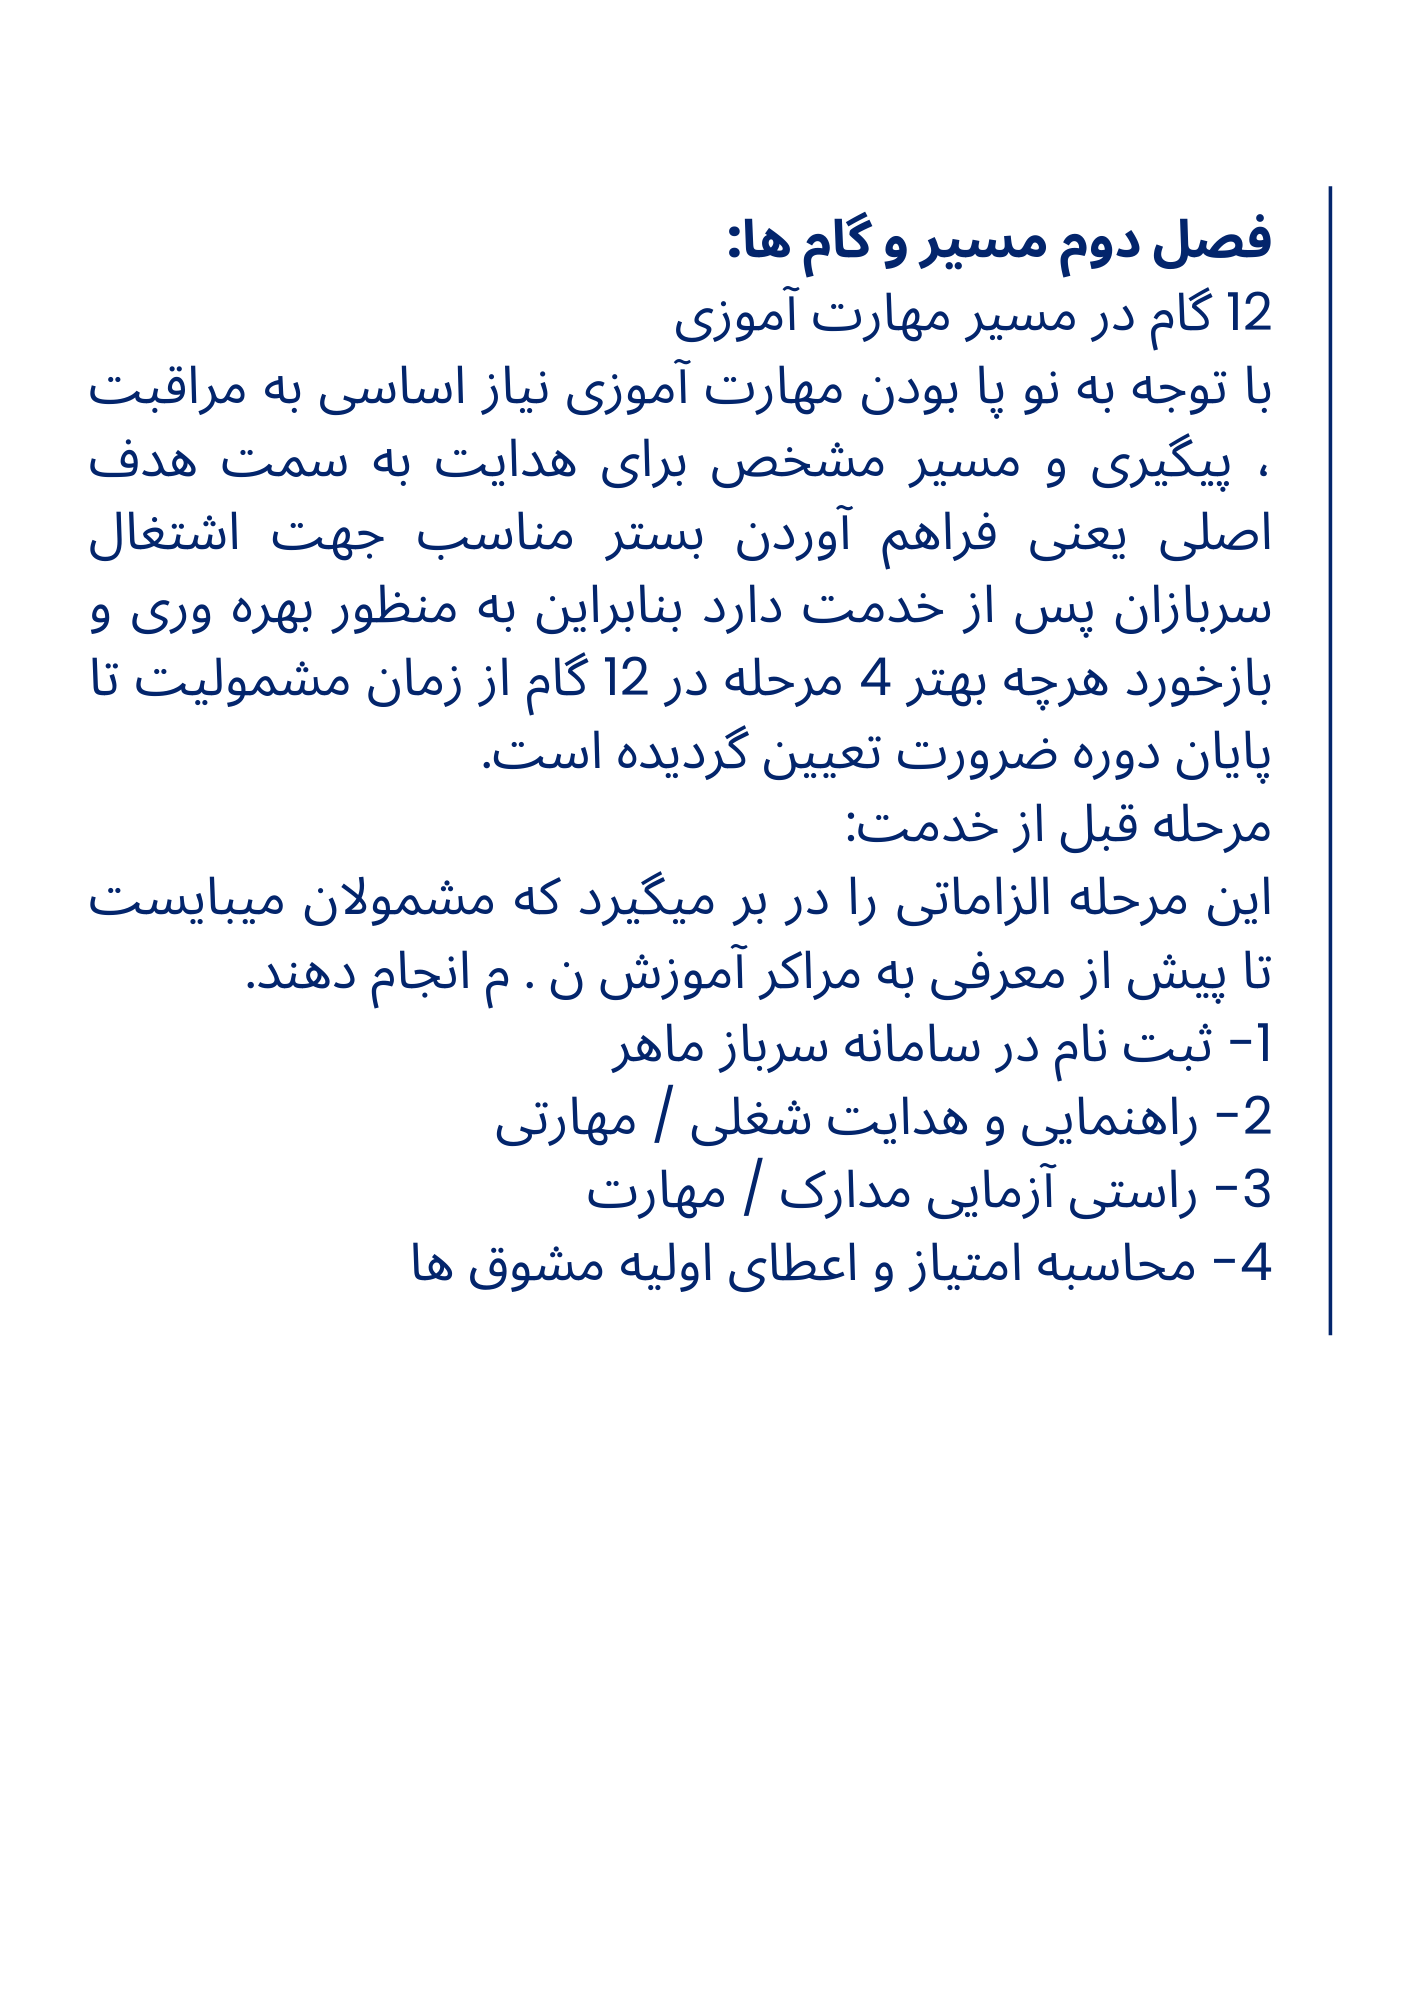 فصل دوم مسیر و گام ها:
12 گام در مسیر مهارت آموزی
با توجه به نو پا بودن مهارت آموزی نیاز اساسی به مراقبت
، پیگیری و مسیر مشخص برای هدایت به سمت هدف
اصلی یعنی فراهم آوردن بستر مناسب جهت اشتغال
سربازان پس از خدمت دارد بنابراین به منظور بهره وری و
بازخورد هرچه بهتر 4 مرحله در 12 گام از زمان مشمولیت تا
پایان دوره ضرورت تعیین گردیده است.
مرحله قبل از خدمت:
این مرحله الزاماتی را در بر میگیرد که مشمولان میبایست
تا پیش از معرفی به مراکر آموزش ن . م انجام دهند.
1- ثبت نام در سامانه سرباز ماهر
2- راهنمایی و هدایت شغلی / مهارتی
3- راستی آزمایی مدارک / مهارت
4- محاسبه امتیاز و اعطای اولیه مشوق ها